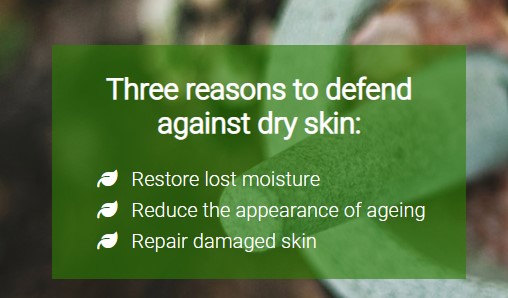 Three reasons to defend
against dry skin:
Restore lost moisture
Reduce the appearance of ageing
Repair damaged skin